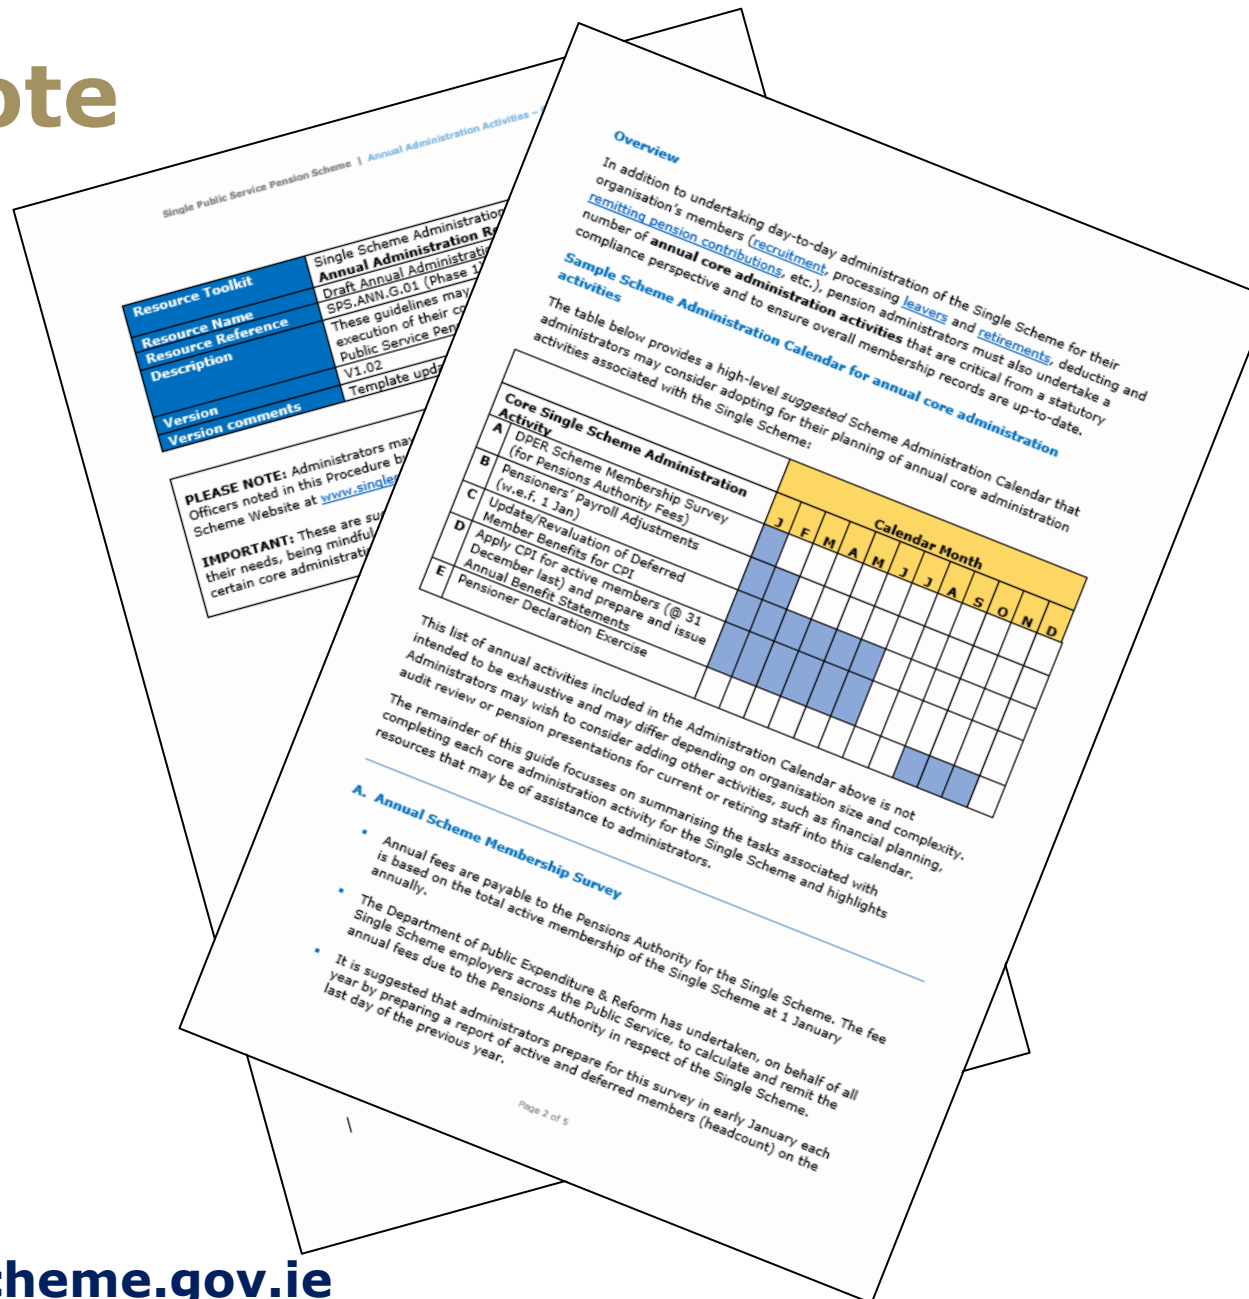 ote
Single Public Service Pension Scheme | Annual Administration Activities –
Resource Toolkit
Single Scheme Administration
Annual Administration
Resource Name
Draft Annual Administratio
Resource Reference
SPS.ANN.G.01 (Phase 1
Description
These guidelines may
execution of their co
Public Service Pen
Version
V1.02
Version comments
Template upda
PLEASE NOTE: Administrators may
Officers noted in this Procedure b
Scheme Website at www.single
IMPORTANT: These are su
their needs, being mindful
certain core administratio
Overview
In addition to undertaking day-to-day administration of the Single Scheme for their
organisation’s members (recruitment, processing leavers and retirements, deducting and
remitting pension contributions, etc.), pension administrators must also undertake a
number of annual core administration activities that are critical from a statutory
compliance perspective and to ensure overall membership records are up-to-date.
Sample Scheme Administration Calendar for annual core administration
activities
The table below provides a high-level suggested Scheme Administration Calendar that
administrators may consider adopting for their planning of annual core administration
activities associated with the Single Scheme:
Core Single Scheme Administration
Activity
Calendar Month
J F M A M J J A S O N D
A DPER Scheme Membership Survey
(for Pensions Authority Fees)
B Pensioners’ Payroll Adjustments
(w.e.f. 1 Jan)
C Update/Revaluation of Deferred
Member Benefits for CPI
D Apply CPI for active members (@ 31
December last) and prepare and issue
Annual Benefit Statements
E Pensioner Declaration Exercise
This list of annual activities included in the Administration Calendar above is not
intended to be exhaustive and may differ depending on organisation size and complexity.
Administrators may wish to consider adding other activities, such as financial planning,
audit review or pension presentations for current or retiring staff into this calendar.
The remainder of this guide focusses on summarising the tasks associated with
completing each core administration activity for the Single Scheme and highlights
resources that may be of assistance to administrators.
A. Annual Scheme Membership Survey
▪ Annual fees are payable to the Pensions Authority for the Single Scheme. The fee
is based on the total active membership of the Single Scheme at 1 January
annually.
▪ The Department of Public Expenditure & Reform has undertaken, on behalf of all
Single Scheme employers across the Public Service, to calculate and remit the
annual fees due to the Pensions Authority in respect of the Single Scheme.
▪ It is suggested that administrators prepare for this survey in early January each
year by preparing a report of active and deferred members (headcount) on the
last day of the previous year.
Page 2 of 5
cheme.gov.ie